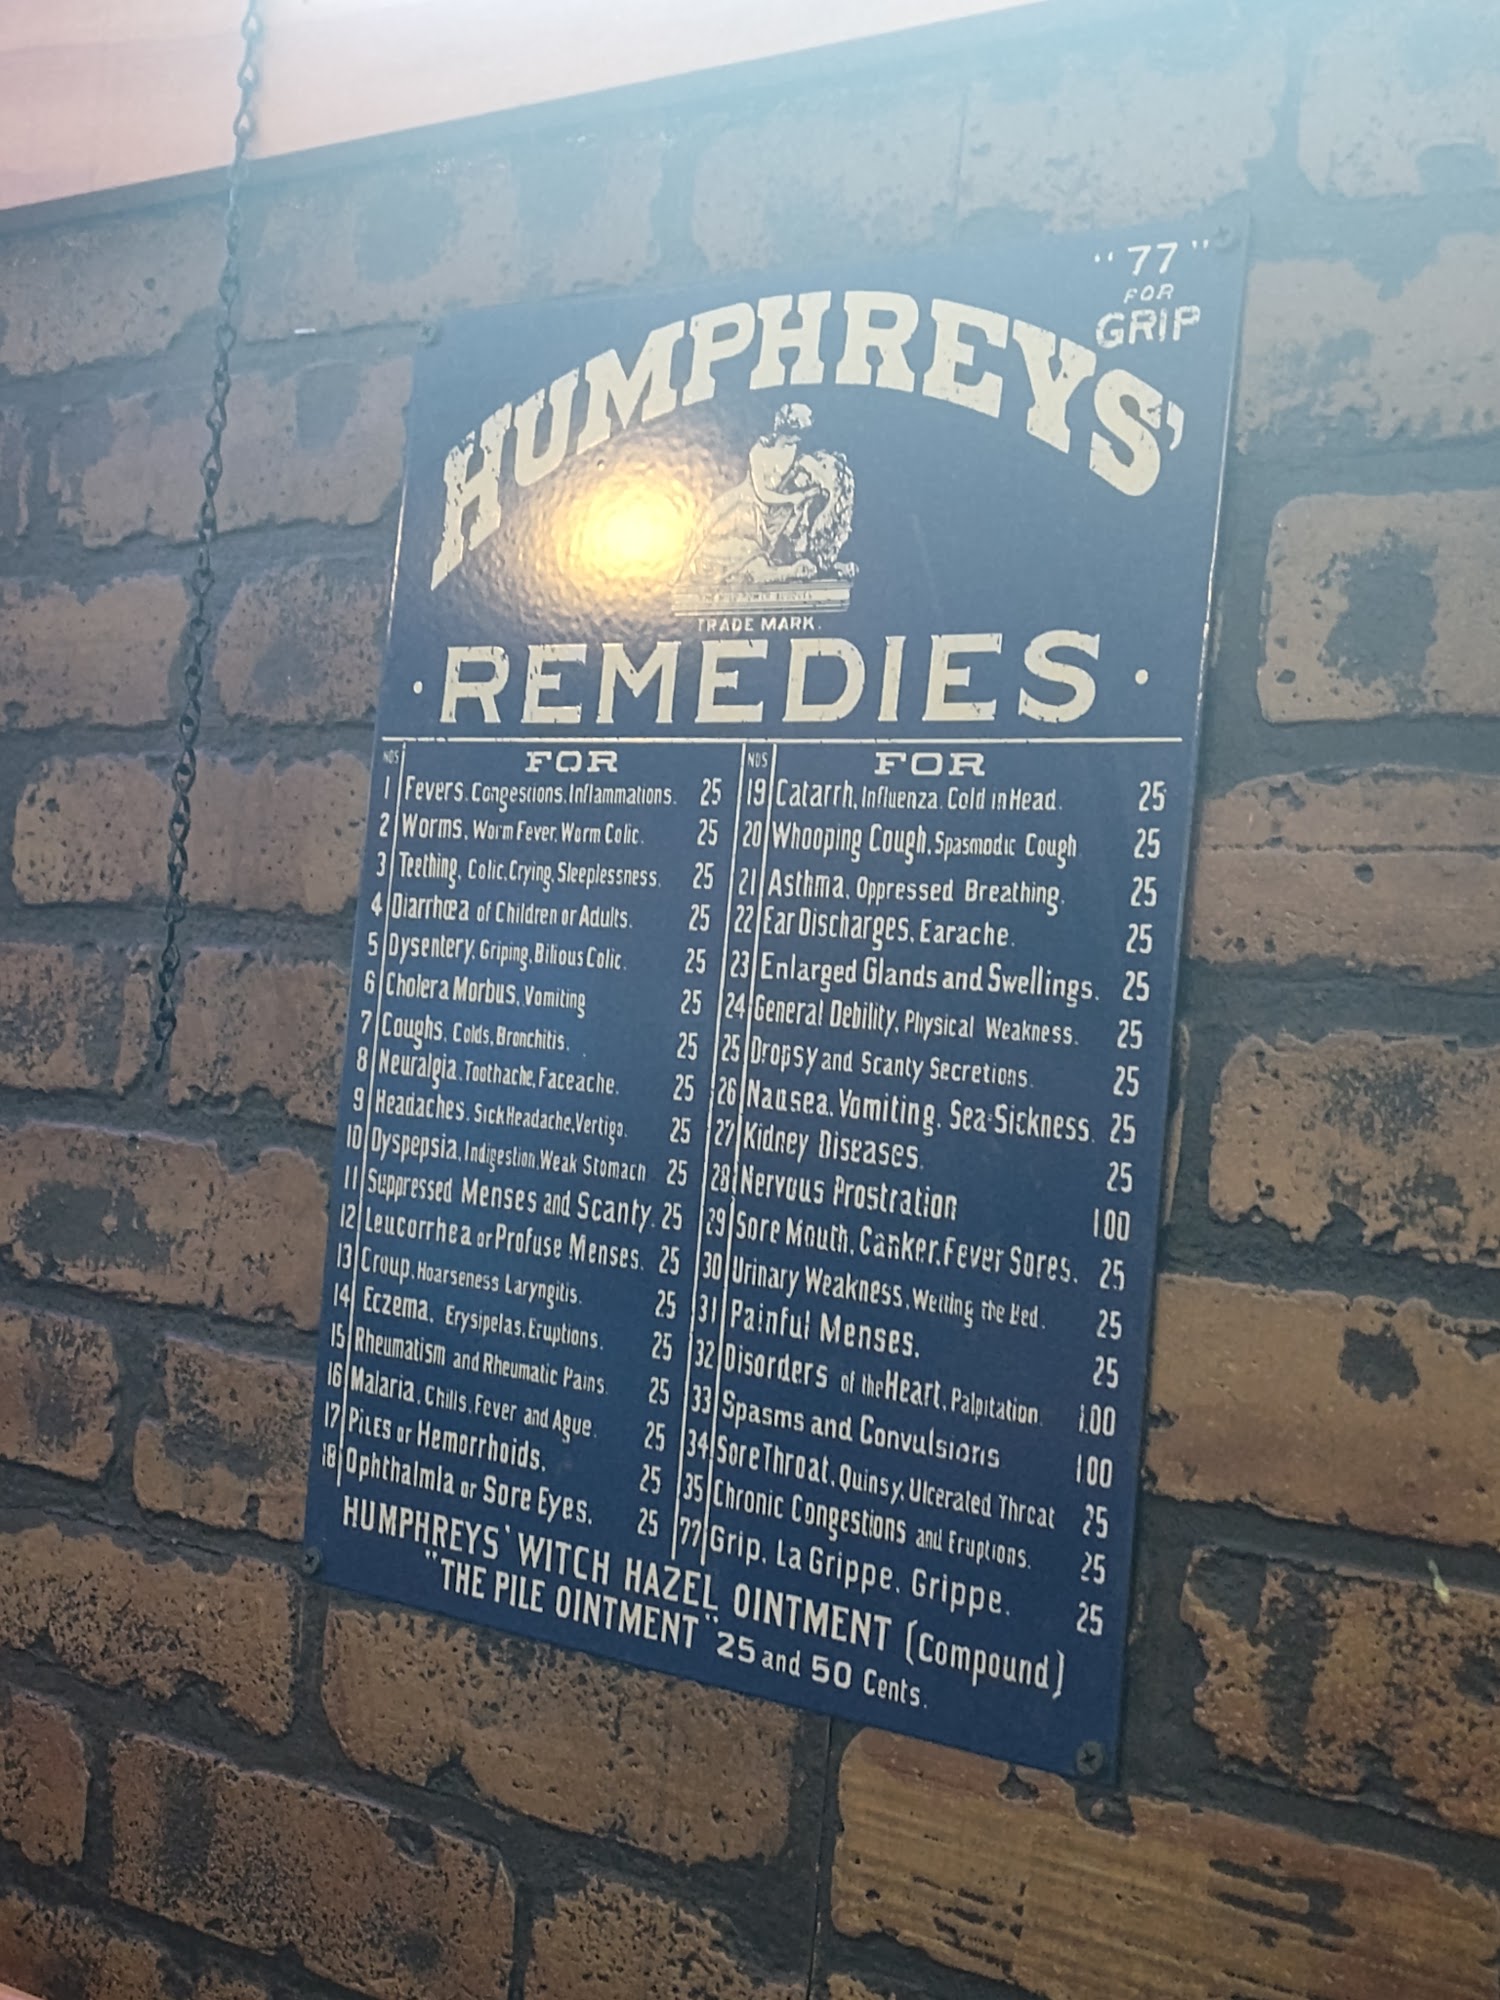 "77"
FOR
GRIP
HUMPHREYS'
TRADE MARK.
· REMEDIES ·
NOS FOR
1 Fevers. Congestions. Inflammations. 25
2 Worms, Worm Fever, Worm Colic. 25
3 Teething, Colic, Crying, Sleeplessness. 25
4 Diarrhœa of Children or Adults. 25
5 Dysentery, Griping, Bilious Colic. 25
6 Cholera Morbus, Vomiting 25
7 Coughs, Colds, Bronchitis. 25
8 Neuralgia. Toothache, Faceache. 25
9 Headaches. Sick Headache, Vertigo. 25
10 Dyspepsia, Indigestion, Weak Stomach 25
11 Suppressed Menses and Scanty. 25
12 Leucorrhea or Profuse Menses. 25
13 Croup, Hoarseness Laryngitis. 25
14 Eczema, Erysipelas, Eruptions. 25
15 Rheumatism and Rheumatic Pains. 25
16 Malaria, Chills, Fever and Ague. 25
17 PiLES or Hemorrhoids. 25
18 Ophthalmia or Sore Eyes. 25
NOS FOR
19 Catarrh, Influenza. Cold in Head. 25
20 Whooping Cough, Spasmodic Cough 25
21 Asthma, Oppressed Breathing. 25
22 Ear Discharges, Earache. 25
23 Enlarged Glands and Swellings. 25
24 General Debility, Physical Weakness. 25
25 Dropsy and Scanty Secretions. 25
26 Nausea, Vomiting, Sea-Sickness. 25
27 Kidney Diseases. 25
28 Nervous Prostration 1.00
29 Sore Mouth, Canker, Fever Sores. 25
30 Urinary Weakness, Wetting the Bed. 25
31 Painful Menses. 25
32 Disorders of the Heart, Palpitation. 1.00
33 Spasms and Convulsions 1.00
34 Sore Throat, Quinsy, Ulcerated Throat 25
35 Chronic Congestions and Eruptions. 25
77 Grip, La Grippe, Grippe. 25
HUMPHREYS' WITCH HAZEL OINTMENT (Compound)
"THE PILE OINTMENT" 25 and 50 Cents.